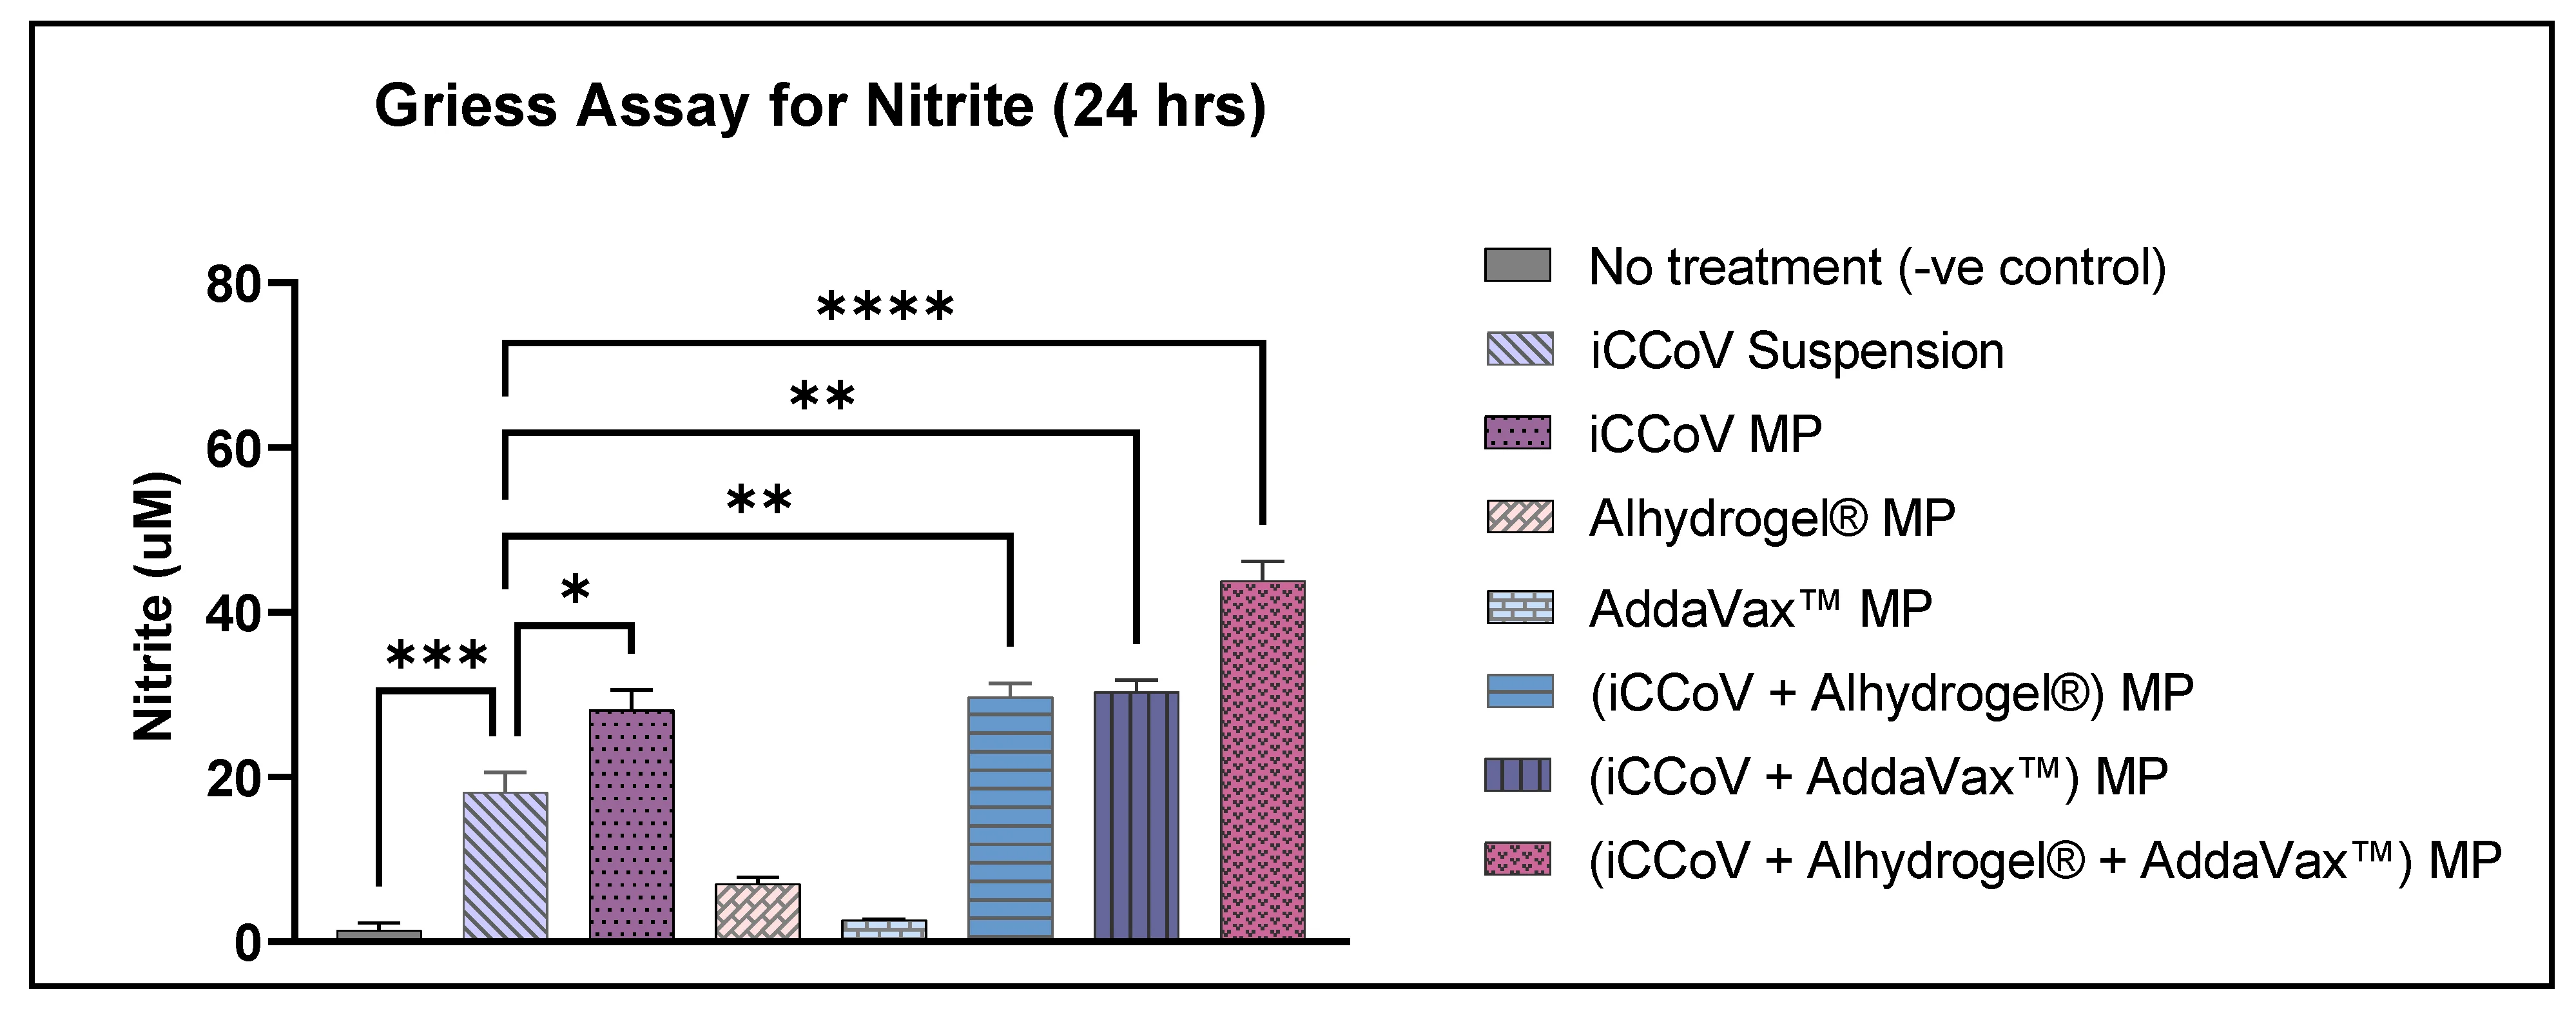 Griess Assay for Nitrite (24 hrs)
Nitrite (uM)
80
60
40
20
0
****
**
**
*
***
No treatment (-ve control)
iCCoV Suspension
iCCoV MP
Alhydrogel® MP
AddaVax™ MP
(iCCoV + Alhydrogel®) MP
(iCCoV + AddaVax™) MP
(iCCoV + Alhydrogel® + AddaVax™) MP